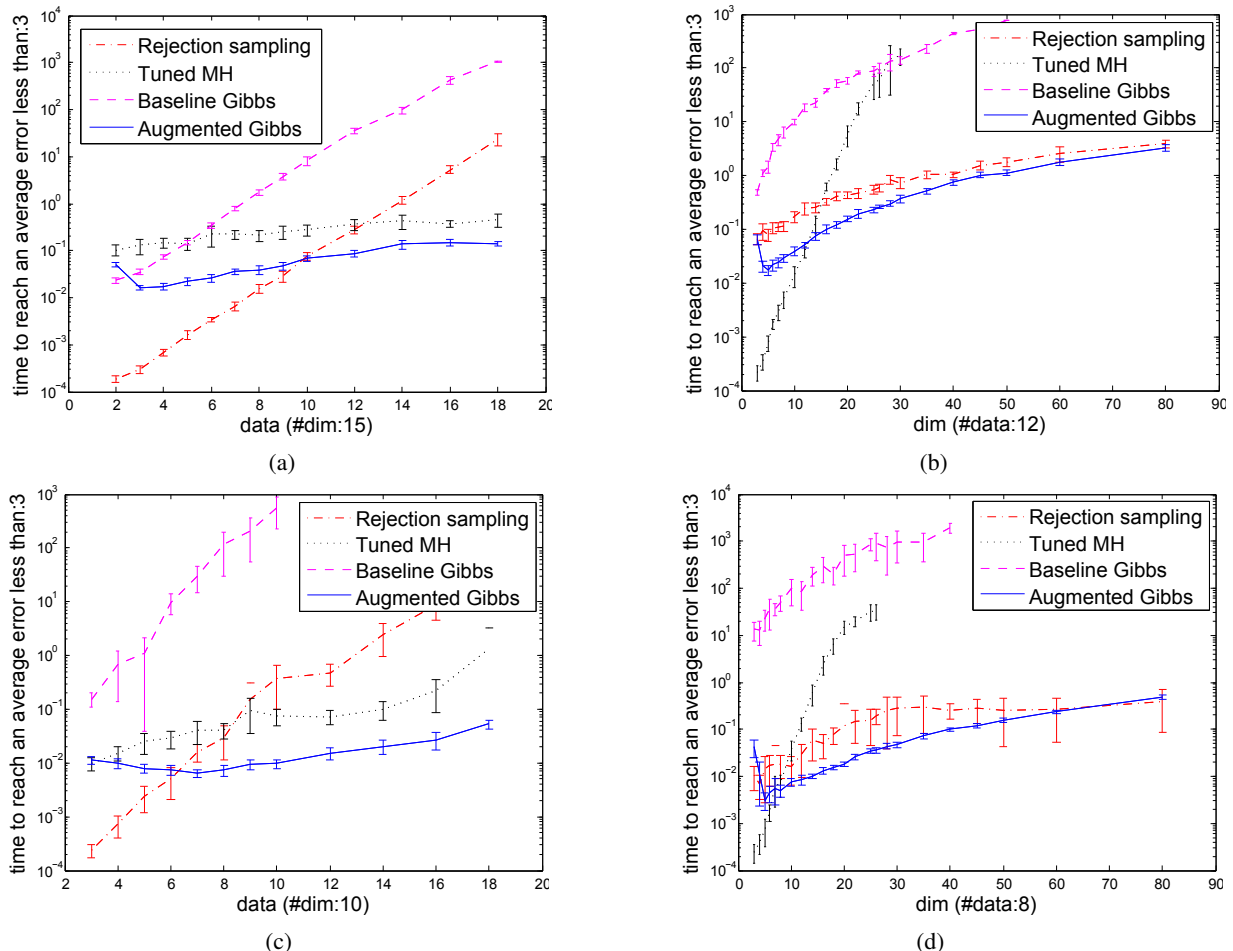 time to reach an average error less than:3
10^4
10^3
10^2
10^1
10^0
10^−1
10^−2
10^−3
10^−4
Rejection sampling
Tuned MH
Baseline Gibbs
Augmented Gibbs
0 2 4 6 8 10 12 14 16 18 20
data (#dim:15)
(a)
time to reach an average error less than:3
10^3
10^2
10^1
10^0
10^−1
10^−2
10^−3
10^−4
Rejection sampling
Tuned MH
Baseline Gibbs
Augmented Gibbs
0 10 20 30 40 50 60 70 80 90
dim (#data:12)
(b)
time to reach an average error less than:3
10^3
10^2
10^1
10^0
10^−1
10^−2
10^−3
10^−4
Rejection sampling
Tuned MH
Baseline Gibbs
Augmented Gibbs
2 4 6 8 10 12 14 16 18 20
data (#dim:10)
(c)
time to reach an average error less than:3
10^4
10^3
10^2
10^1
10^0
10^−1
10^−2
10^−3
10^−4
Rejection sampling
Tuned MH
Baseline Gibbs
Augmented Gibbs
0 10 20 30 40 50 60 70 80 90
dim (#data:8)
(d)